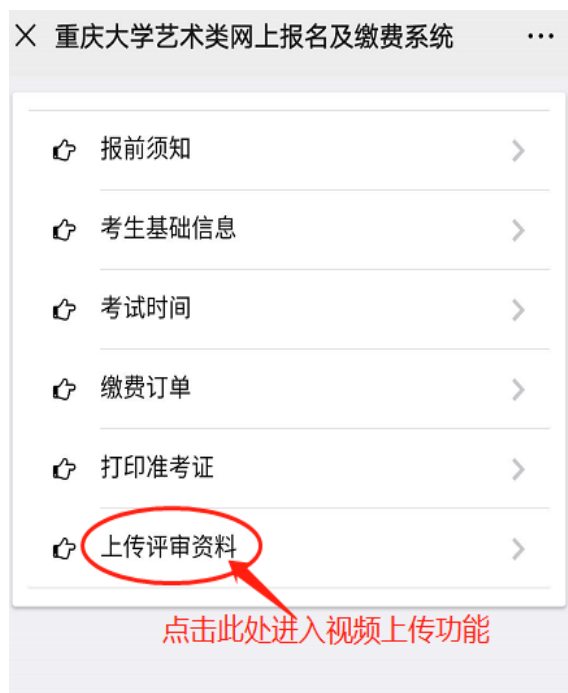 重庆大学艺术类网上报名及缴费系统
报前须知
考生基础信息
考试时间
缴费订单
打印准考证
上传评审资料
点击此处进入视频上传功能